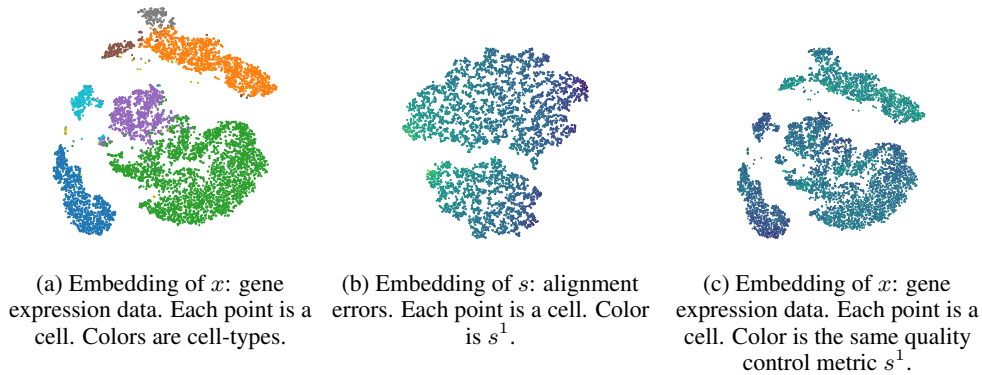 (a) Embedding of x: gene
expression data. Each point is a
cell. Colors are cell-types.
(b) Embedding of s: alignment
errors. Each point is a cell. Color
is s¹.
(c) Embedding of x: gene
expression data. Each point is a
cell. Color is the same quality
control metric s¹.